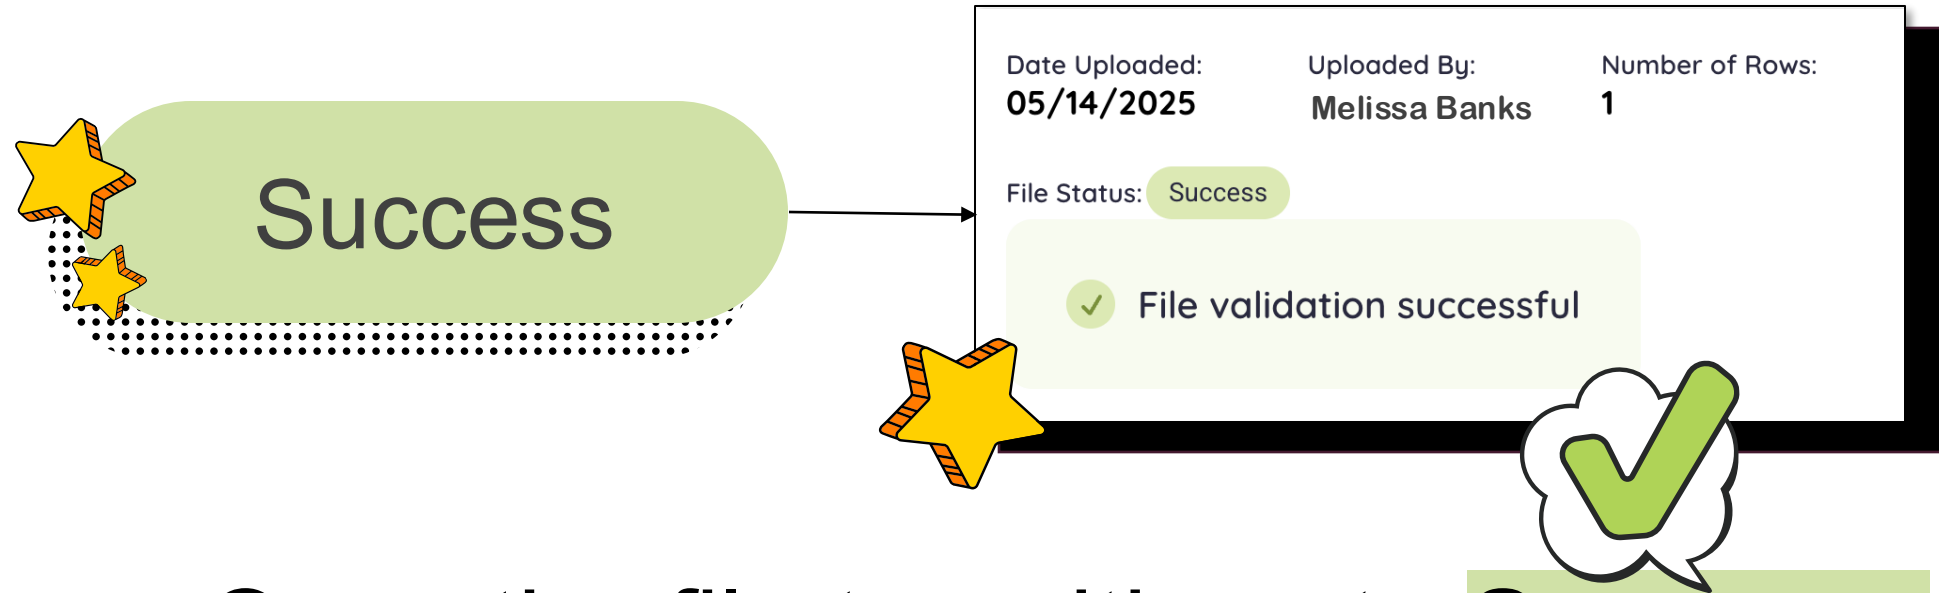 Success
Date Uploaded:
05/14/2025
Uploaded By:
Melissa Banks
Number of Rows:
1
File Status: Success
File validation successful